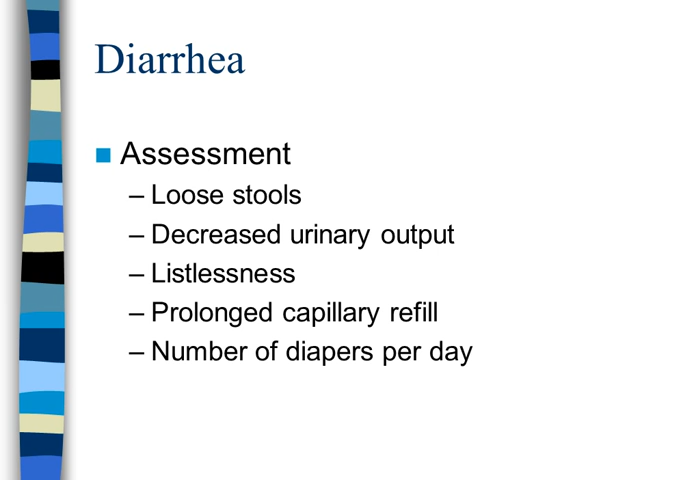 Diarrhea
Assessment
– Loose stools
– Decreased urinary output
– Listlessness
– Prolonged capillary refill
– Number of diapers per day